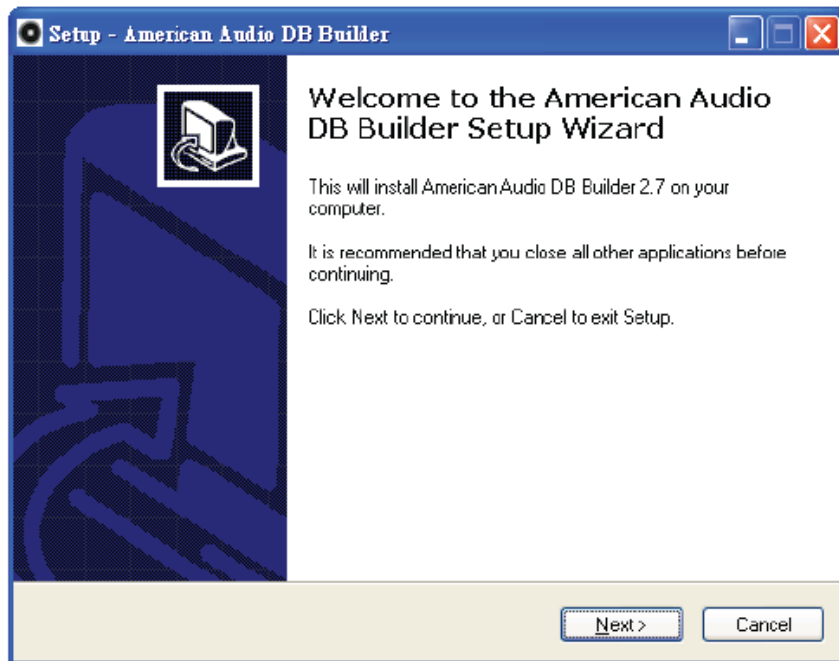 Setup - American Audio DB Builder
Welcome to the American Audio
DB Builder Setup Wizard
This will install American Audio DB Builder 2.7 on your
computer.
It is recommended that you close all other applications before
continuing.
Click Next to continue, or Cancel to exit Setup.
Next >
Cancel